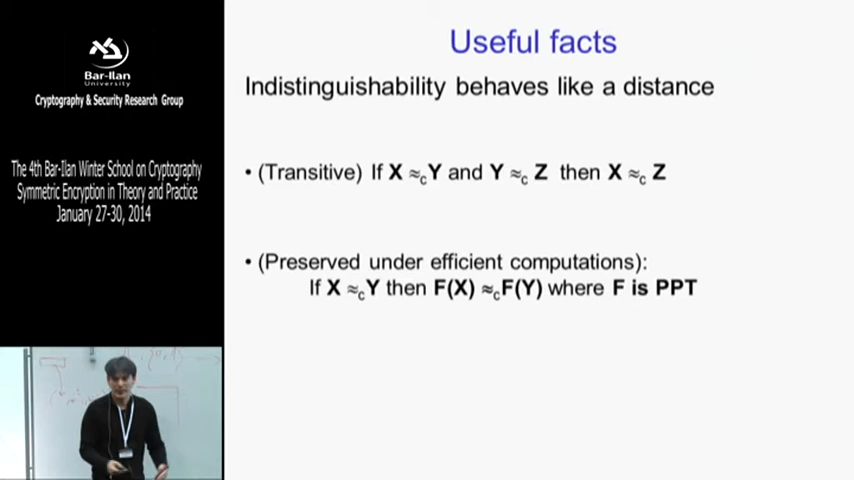 Bar-Ilan
University
Cryptography & Security Research Group
The 4th Bar-Ilan Winter School on Cryptography
Symmetric Encryption in Theory and Practice
January 27-30, 2014
Useful facts
Indistinguishability behaves like a distance
• (Transitive) If X ≈c Y and Y ≈c Z then X ≈c Z
• (Preserved under efficient computations):
If X ≈c Y then F(X) ≈c F(Y) where F is PPT